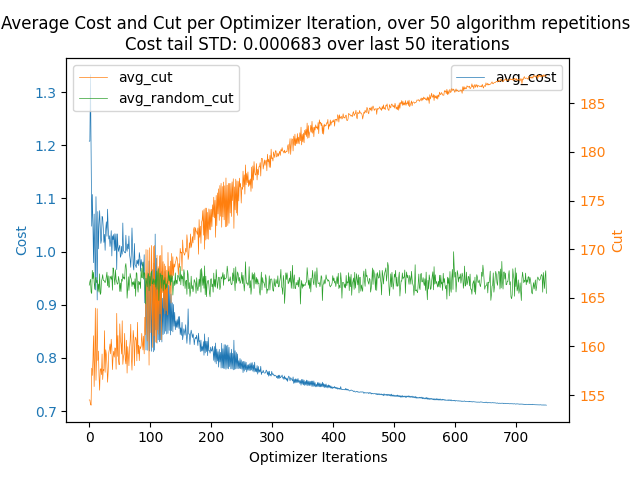 Average Cost and Cut per Optimizer Iteration, over 50 algorithm repetitions
Cost tail STD: 0.000683 over last 50 iterations
avg_cut
avg_random_cut
avg_cost
Cost
1.3
1.2
1.1
1.0
0.9
0.8
0.7
Cut
185
180
175
170
165
160
155
0 100 200 300 400 500 600 700
Optimizer Iterations